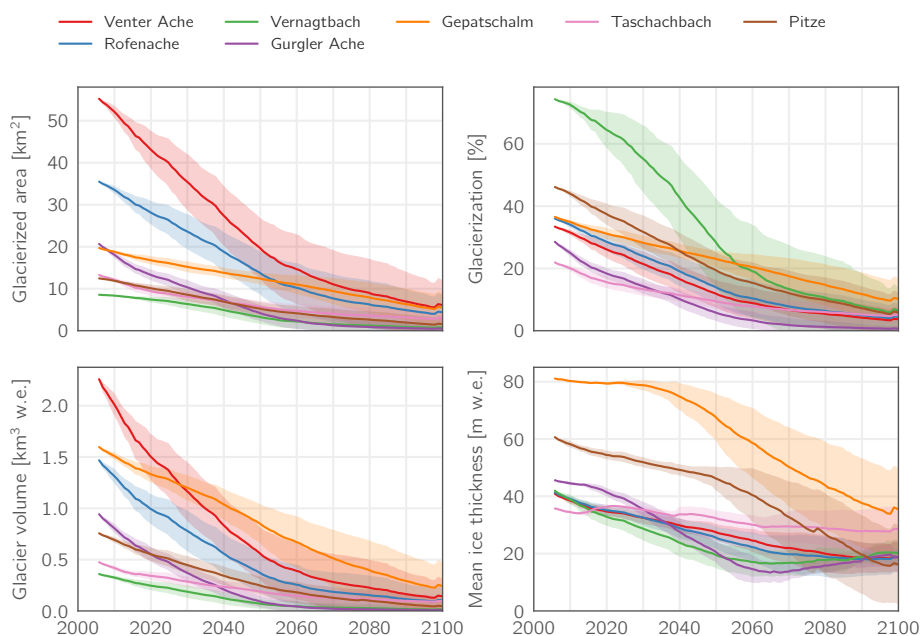 Venter Ache Vernagtbach Gepatschalm Taschachbach Pitze
Rofenache Gurgler Ache
Glacierized area [km²]
50
40
30
20
10
0
Glacierization [%]
60
40
20
0
Glacier volume [km³ w.e.]
2.0
1.5
1.0
0.5
0.0
2000 2020 2040 2060 2080 2100
Mean ice thickness [m w.e.]
80
60
40
20
0
2000 2020 2040 2060 2080 2100